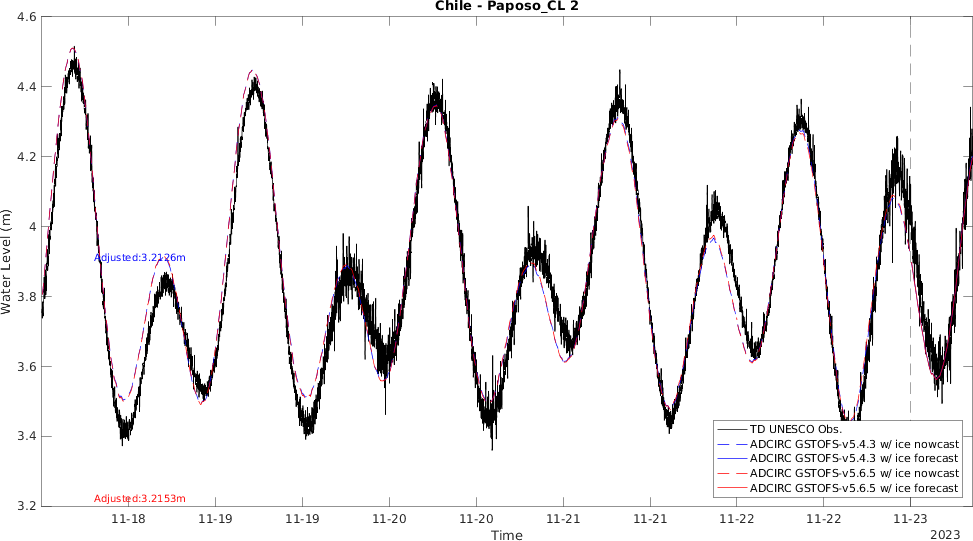 Chile - Paposo_CL 2
4.6
4.4
4.2
4
3.8
3.6
3.4
3.2
Water Level (m)
Adjusted:3.2126m
Adjusted:3.2153m
TD UNESCO Obs.
ADCIRC GSTOFS-v5.4.3 w/ ice nowcast
ADCIRC GSTOFS-v5.4.3 w/ ice forecast
ADCIRC GSTOFS-v5.6.5 w/ ice nowcast
ADCIRC GSTOFS-v5.6.5 w/ ice forecast
11-18 11-19 11-19 11-20 11-20 11-21 11-21 11-22 11-22 11-23
Time
2023